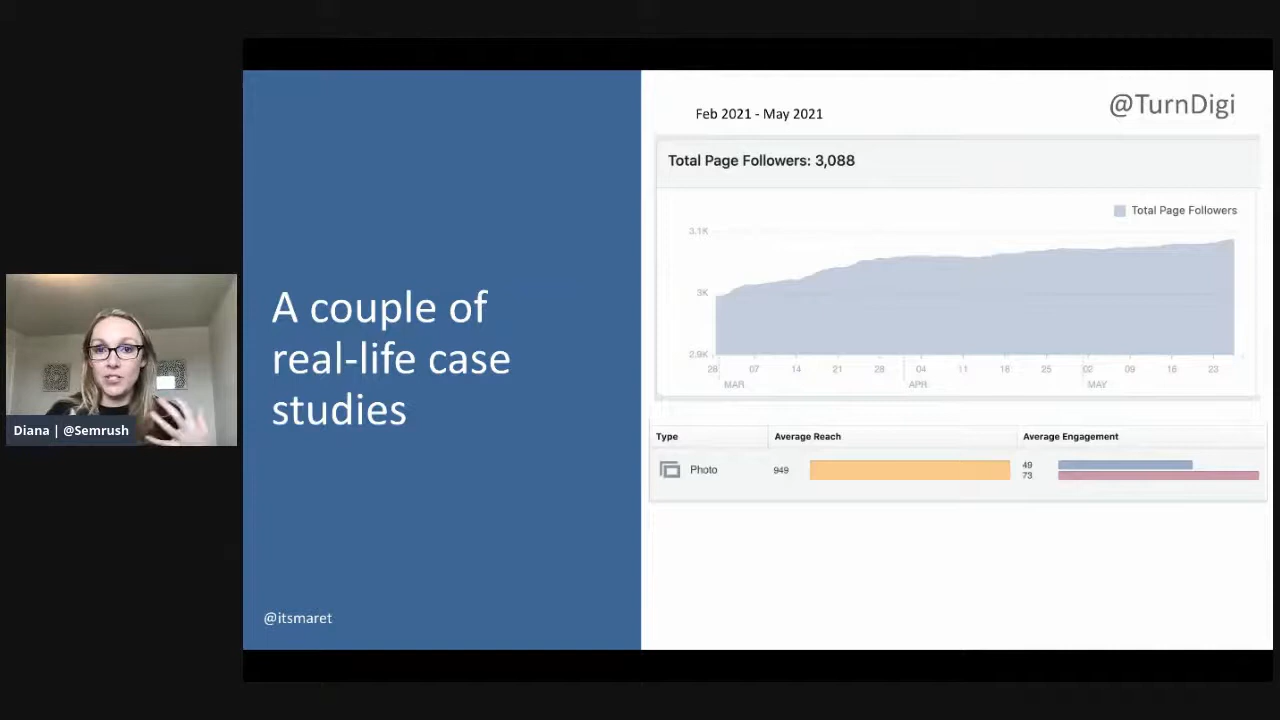 Diana | @Semrush
A couple of
real-life case
studies
@itsmaret
@TurnDigi
Feb 2021 - May 2021
Total Page Followers: 3,088
Total Page Followers
3.1K
3K
2.9K
28 07 14 21 28 04 11 18 25 02 09 16 23
MAR APR MAY
Type Average Reach Average Engagement
Photo 949 49
73